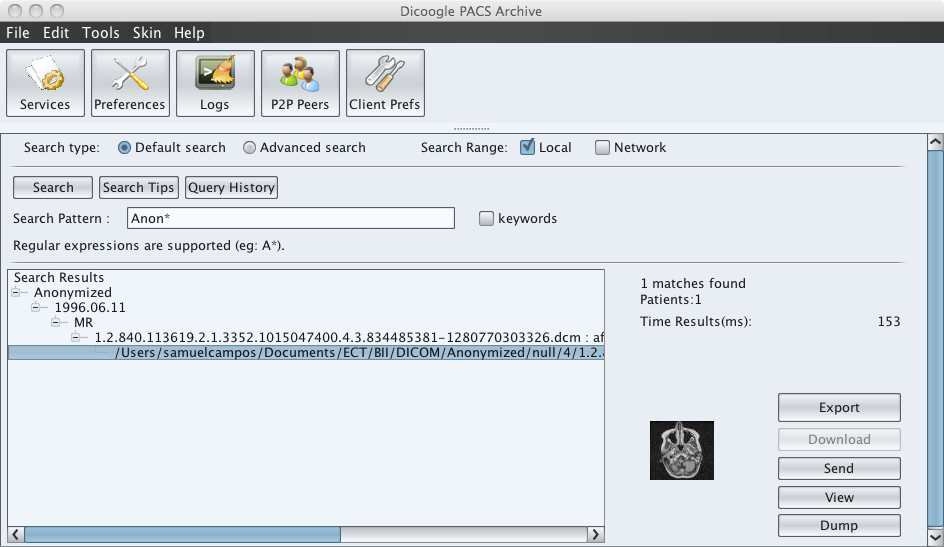 Dicoogle PACS Archive
File Edit Tools Skin Help
Services Preferences Logs P2P Peers Client Prefs
Search type: Default search Advanced search Search Range: Local Network
Search Search Tips Query History
Search Pattern : Anon* keywords
Regular expressions are supported (eg: A*).
Search Results
Anonymized
1996.06.11
MR
1.2.840.113619.2.1.3352.1015047400.4.3.834485381-1280770303326.dcm : af
/Users/samuelcampos/Documents/ECT/BII/DICOM/Anonymized/null/4/1.2.
1 matches found
Patients:1
Time Results(ms): 153
Export
Download
Send
View
Dump